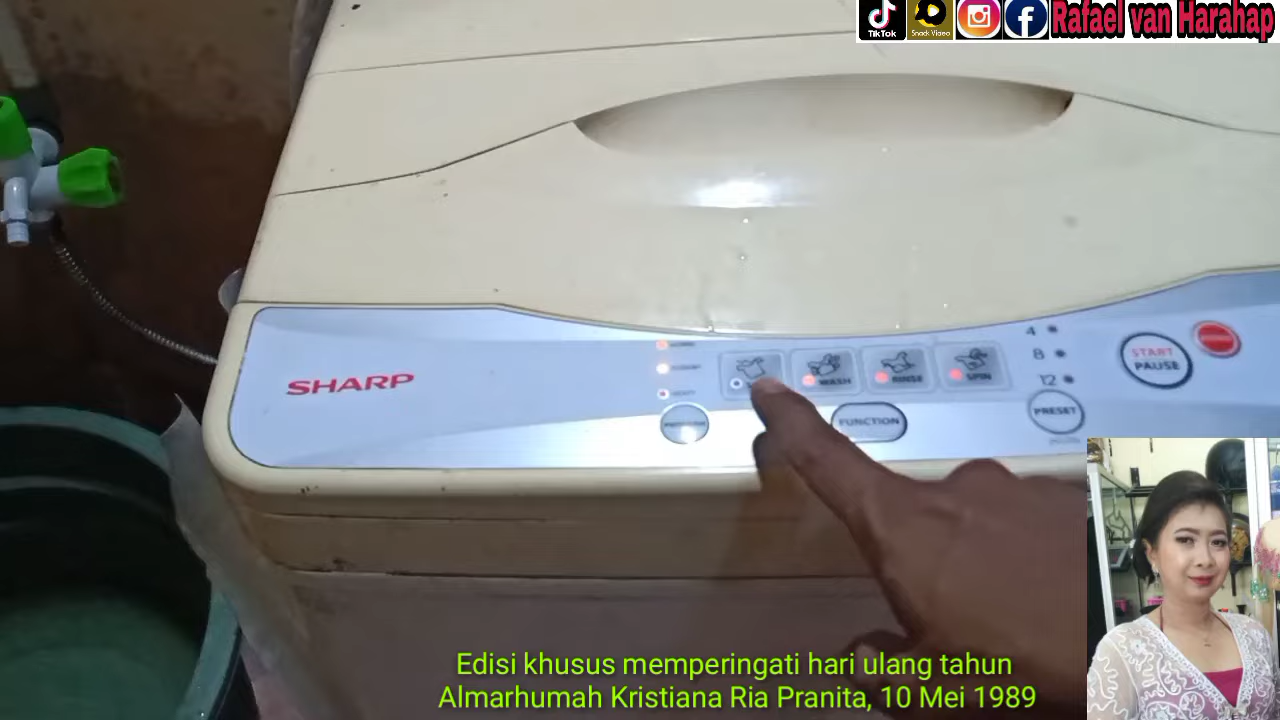 TikTok
Snack Video
Rafael van Harahap
SHARP
WASH
RINSE
SPIN
4
8
12
START
PAUSE
FUNCTION
PRESET
Edisi khusus memperingati hari ulang tahun
Almarhumah Kristiana Ria Pranita, 10 Mei 1989